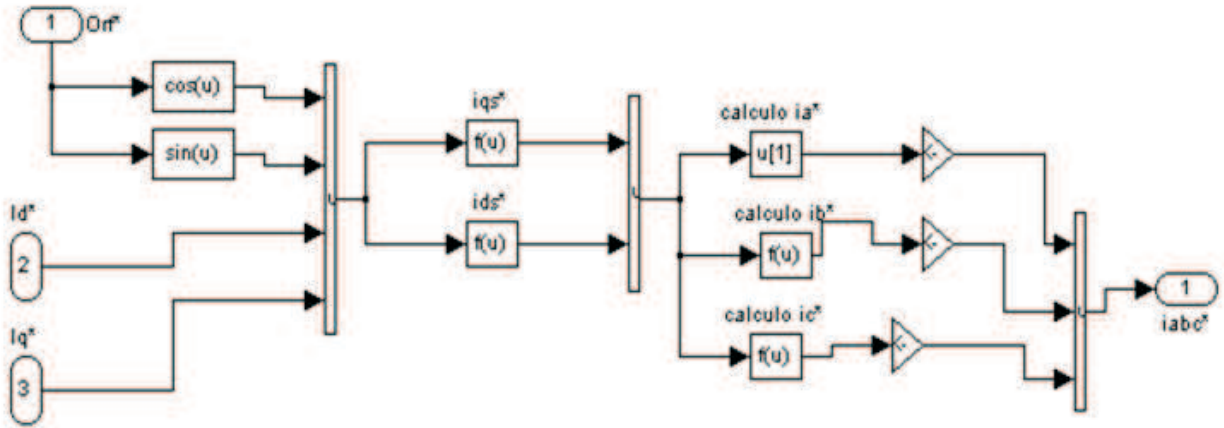 1
Orf*
cos(u)
sin(u)
Id*
2
Iq*
3
iqs*
f(u)
ids*
f(u)
calculo ia*
u[1]
calculo ib*
f(u)
calculo ic*
f(u)
1
iabc*